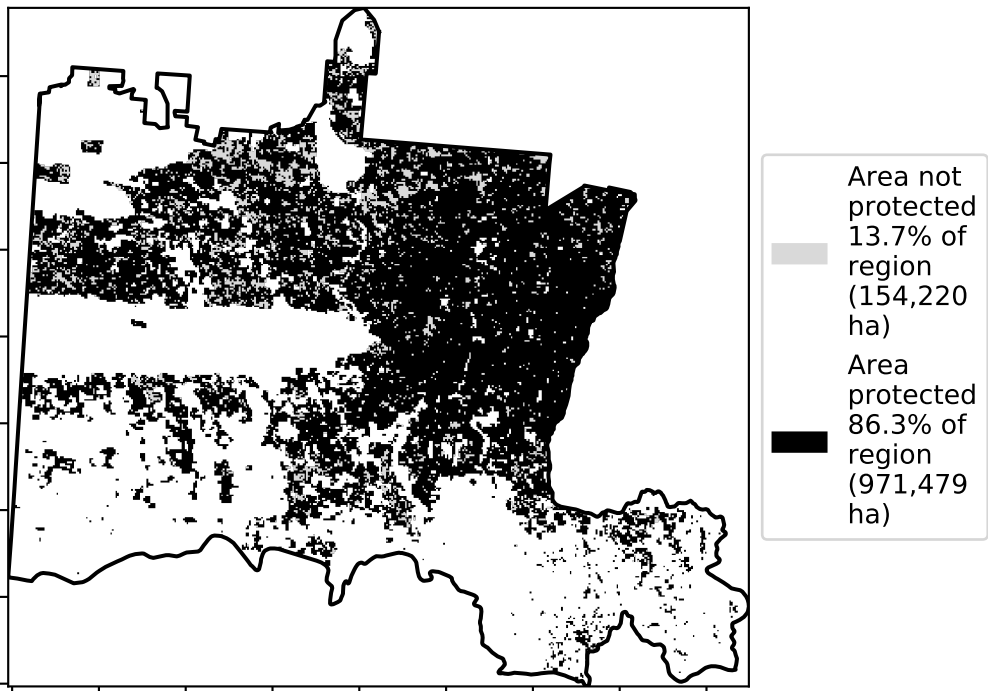 Area not
protected
13.7% of
region
(154,220
ha)
Area
protected
86.3% of
region
(971,479
ha)